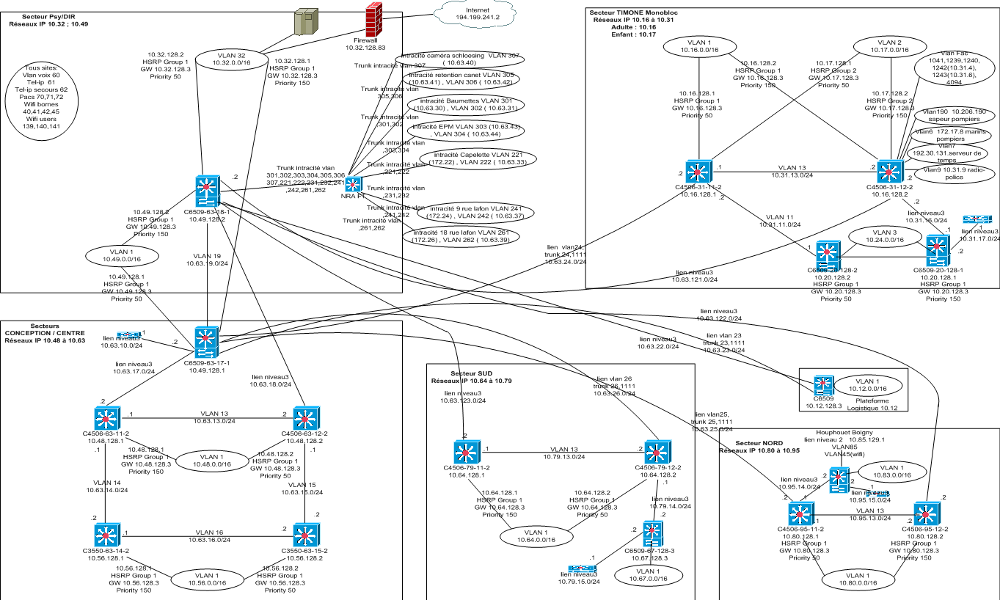 Secteur Psy/DIR
Réseaux IP 10.32 ; 10.49
Tous sites:
Vlan voix 60
Tel-ip 61
Tel-ip secours 62
Pacs 70,71,72
Wifi bornes
40,41,42,45
Wifi users
139,140,141
10.32.128.2
HSRP Group 1
GW 10.32.128.3
Priority 50
VLAN 32
10.32.0.0/16
10.32.128.1
HSRP Group 1
GW 10.32.128.3
Priority 150
Firewall
10.32.128.83
Internet
194.199.241.2
intracité caméra schloesing VLAN 307
( 10.63.40)
Trunk intracité vlan 307
intracité retention canet VLAN 305
(10.63.41) , VLAN 306 ( 10.63.42)
Trunk intracité vlan
305,306
intracité Baumettes VLAN 301
(10.63.30) , VLAN 302 ( 10.63.31)
Trunk intracité vlan
,301,302
intracité EPM VLAN 303 (10.63.43)
, VLAN 304 ( 10.63.44)
Trunk intracité vlan
,303,304
intracité Capelette VLAN 221
(172.22) , VLAN 222 ( 10.63.33)
Trunk intracité vlan
,221,222
Trunk intracité vlan
301,302,303,304,305,306
307,221,222,231,232,241
,242,261,262
NRA FT
Trunk intracité vlan
,231,232
Trunk intracité vlan
,241,242
intracité 9 rue lafon VLAN 241
(172.24) , VLAN 242 ( 10.63.37)
Trunk intracité vlan
,261,262
intracité 18 rue lafon VLAN 261
(172.26) , VLAN 262 ( 10.63.39)
.2
C6509-63-18-1
10.49.128.2
10.49.128.2
HSRP Group 1
GW 10.49.128.3
Priority 150
VLAN 1
10.49.0.0/16
VLAN 19
10.63.19.0/24
10.49.128.1
HSRP Group 1
GW 10.49.128.3
Priority 50
Secteur TIMONE Monobloc
Réseaux IP 10.16 à 10.31
Adulte : 10.16
Enfant : 10.17
VLAN 1
10.16.0.0/16
VLAN 2
10.17.0.0/16
Vlan Fac
1041,1239,1240,
1242(10.31.4),
1243(10.31.6),
4094
10.16.128.2
HSRP Group 1
GW 10.16.128.3
Priority 150
10.17.128.1
HSRP Group 2
GW 10.17.128.3
Priority 50
10.16.128.1
HSRP Group 1
GW 10.16.128.3
Priority 50
10.17.128.2
HSRP Group 2
GW 10.17.128.3
Priority 150
Vlan190 10.206.190
sapeur pompiers
Vlan6 172.17.8 marins
pompiers
Vlan7
192.30.131.serveur de
temps
Vlan9 10.31.9 radio-
police
.2
.1
VLAN 13
10.31.13.0/24
.2
.2
C4506-31-11-2
10.16.128.1
.2
C4506-31-12-2
10.16.128.2
.2
VLAN 11
10.31.11.0/24
lien niveau3
10.31.16.0/24
.1
lien niveau3
10.31.17.0/24
VLAN 3
10.24.0.0/16
.1
.1
.2
C6509-20-128-2
10.20.128.2
HSRP Group 1
GW 10.20.128.3
Priority 50
C6509-20-128-1
10.20.128.1
HSRP Group 1
GW 10.20.128.3
Priority 150
lien vlan24,
trunk 24,1111
10.63.24.0/24
lien niveau3
10.63.121.0/24
lien niveau3
10.63.122.0/24
lien niveau3
10.63.22.0/24
lien vlan 23
trunk 23,1111
10.63.23.0/24
Secteurs
CONCEPTION / CENTRE
Réseaux IP 10.48 à 10.63
.1
lien niveau3
10.63.10.0/24
.2
C6509-63-17-1
10.49.128.1
lien niveau3
10.63.17.0/24
lien niveau3
10.63.18.0/24
.2
.1
VLAN 13
10.63.13.0/24
.2
.2
C4506-63-11-2
10.48.128.1
C4506-63-12-2
10.48.128.2
.1
10.48.128.1
HSRP Group 1
GW 10.48.128.3
Priority 150
VLAN 1
10.48.0.0/16
10.48.128.2
HSRP Group 1
GW 10.48.128.3
Priority 50
.1
VLAN 14
10.63.14.0/24
VLAN 15
10.63.15.0/24
.2
.1
VLAN 16
10.63.16.0/24
.2
.2
C3550-63-14-2
10.56.128.1
C3550-63-15-2
10.56.128.2
10.56.128.1
HSRP Group 1
GW 10.56.128.3
Priority 150
VLAN 1
10.56.0.0/16
10.56.128.2
HSRP Group 1
GW 10.56.128.3
Priority 50
Secteur SUD
Réseaux IP 10.64 à 10.79
lien niveau3
10.63.123.0/24
lien vlan 26
trunk 26,1111
10.63.26.0/24
.2
.1
VLAN 13
10.79.13.0/24
.2
.2
C4506-79-11-2
10.64.128.1
C4506-79-12-2
10.64.128.2
.1
10.64.128.1
HSRP Group 1
GW 10.64.128.3
Priority 150
10.64.128.2
HSRP Group 1
GW 10.64.128.3
Priority 50
lien niveau3
10.79.14.0/24
.2
.2
VLAN 1
10.64.0.0/16
C6509-67-128-3
10.67.128.3
.1
lien niveau3
10.79.15.0/24
VLAN 1
10.67.0.0/16
C6509
10.12.128.3
VLAN 1
10.12.0.0/16
Plateforme
Logistique 10.12
lien vlan25,
trunk 25,1111
10.63.25.0/24
Secteur NORD
Réseaux IP 10.80 à 10.95
Houphouet Boigny
lien niveau 2 10.85.129.1
VLAN85
VLAN45(wifi)
VLAN 1
10.83.0.0/16
lien niveau3
10.95.14.0/24
.2
.2
.1
lien niveau3
10.95.15.0/24
.2
.1
.1
VLAN 13
10.95.13.0/24
.2
.2
C4506-95-11-2
10.80.128.1
HSRP Group 1
GW 10.80.128.3
Priority 50
C4506-95-12-2
10.80.128.2
HSRP Group 1
GW 10.80.128.3
Priority 150
VLAN 1
10.80.0.0/16